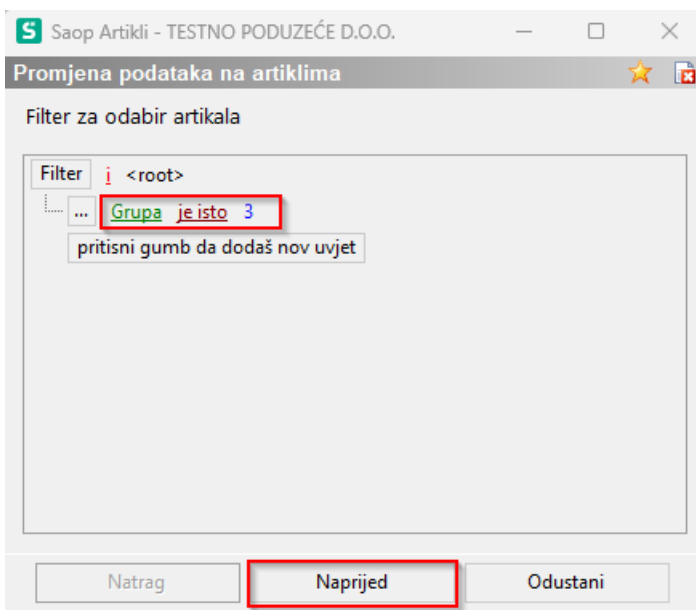 S Saop Artikli - TESTNO PODUZEĆE D.O.O.
Promjena podataka na artiklima
Filter za odabir artikala
Filter i <root>
... Grupa je isto 3
pritisni gumb da dodaš nov uvjet
Natrag Naprijed Odustani